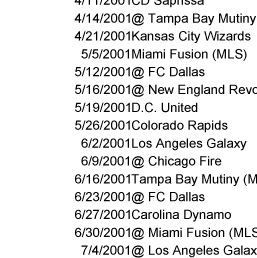 4/11/2001CD Saprissa
4/14/2001@ Tampa Bay Mutiny
4/21/2001Kansas City Wizards
5/5/2001Miami Fusion (MLS)
5/12/2001@ FC Dallas
5/16/2001@ New England Revo
5/19/2001D.C. United
5/26/2001Colorado Rapids
6/2/2001Los Angeles Galaxy
6/9/2001@ Chicago Fire
6/16/2001Tampa Bay Mutiny (M
6/23/2001@ FC Dallas
6/27/2001Carolina Dynamo
6/30/2001@ Miami Fusion (MLS
7/4/2001@ Los Angeles Galax